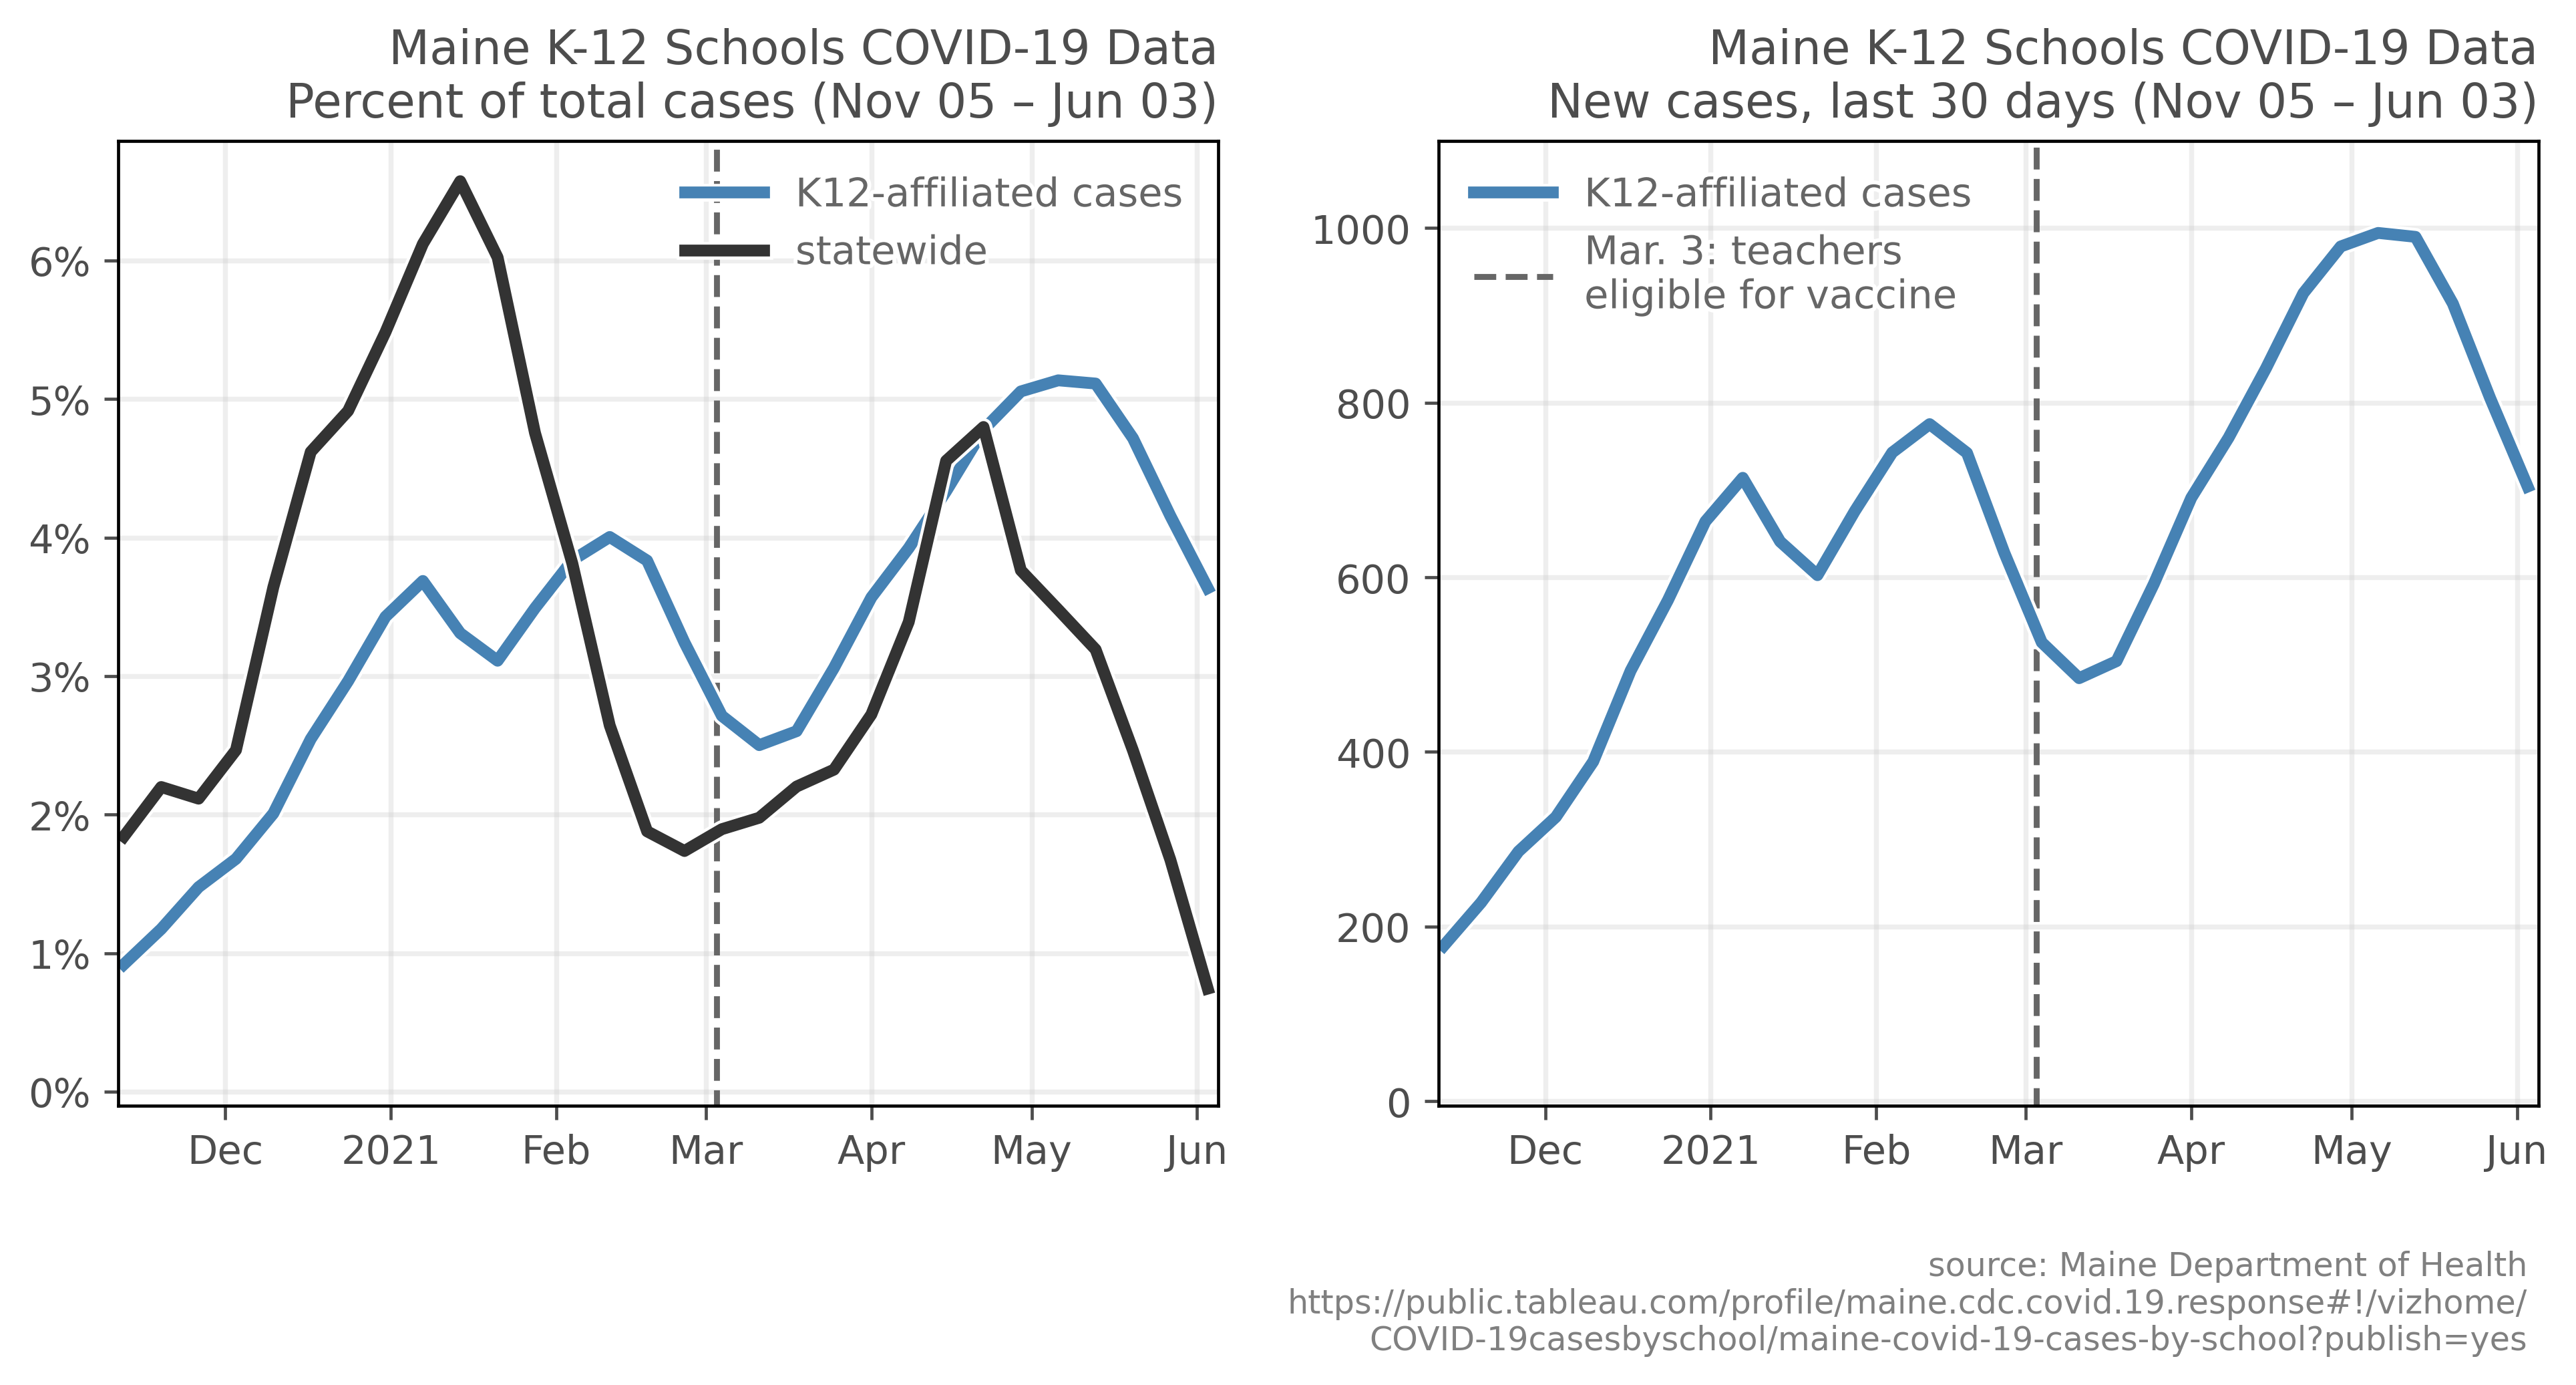 Maine K-12 Schools COVID-19 Data
Percent of total cases (Nov 05 – Jun 03)
K12-affiliated cases
statewide
6%
5%
4%
3%
2%
1%
0%
Dec
2021
Feb
Mar
Apr
May
Jun
Maine K-12 Schools COVID-19 Data
New cases, last 30 days (Nov 05 – Jun 03)
K12-affiliated cases
Mar. 3: teachers
eligible for vaccine
1000
800
600
400
200
0
Dec
2021
Feb
Mar
Apr
May
Jun
source: Maine Department of Health
https://public.tableau.com/profile/maine.cdc.covid.19.response#!/vizhome/
COVID-19casesbyschool/maine-covid-19-cases-by-school?publish=yes